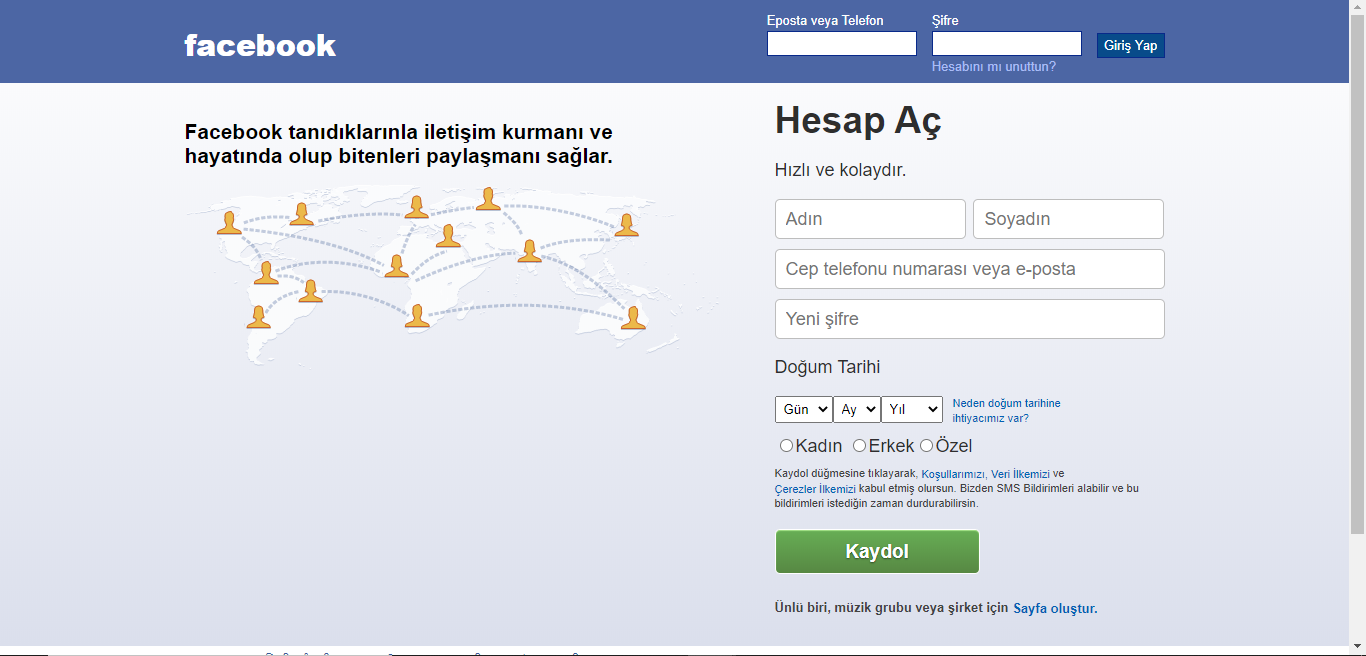 facebook
Eposta veya Telefon
Şifre
Giriş Yap
Hesabını mı unuttun?
Facebook tanıdıklarınla iletişim kurmanı ve
hayatında olup bitenleri paylaşmanı sağlar.
Hesap Aç
Hızlı ve kolaydır.
Adın
Soyadın
Cep telefonu numarası veya e-posta
Yeni şifre
Doğum Tarihi
Gün
Ay
Yıl
Neden doğum tarihine
ihtiyacımız var?
Kadın
Erkek
Özel
Kaydol düğmesine tıklayarak, Koşullarımızı, Veri İlkemizi ve
Çerezler İlkemizi kabul etmiş olursun. Bizden SMS Bildirimleri alabilir ve bu
bildirimleri istediğin zaman durdurabilirsin.
Kaydol
Ünlü biri, müzik grubu veya şirket için Sayfa oluştur.